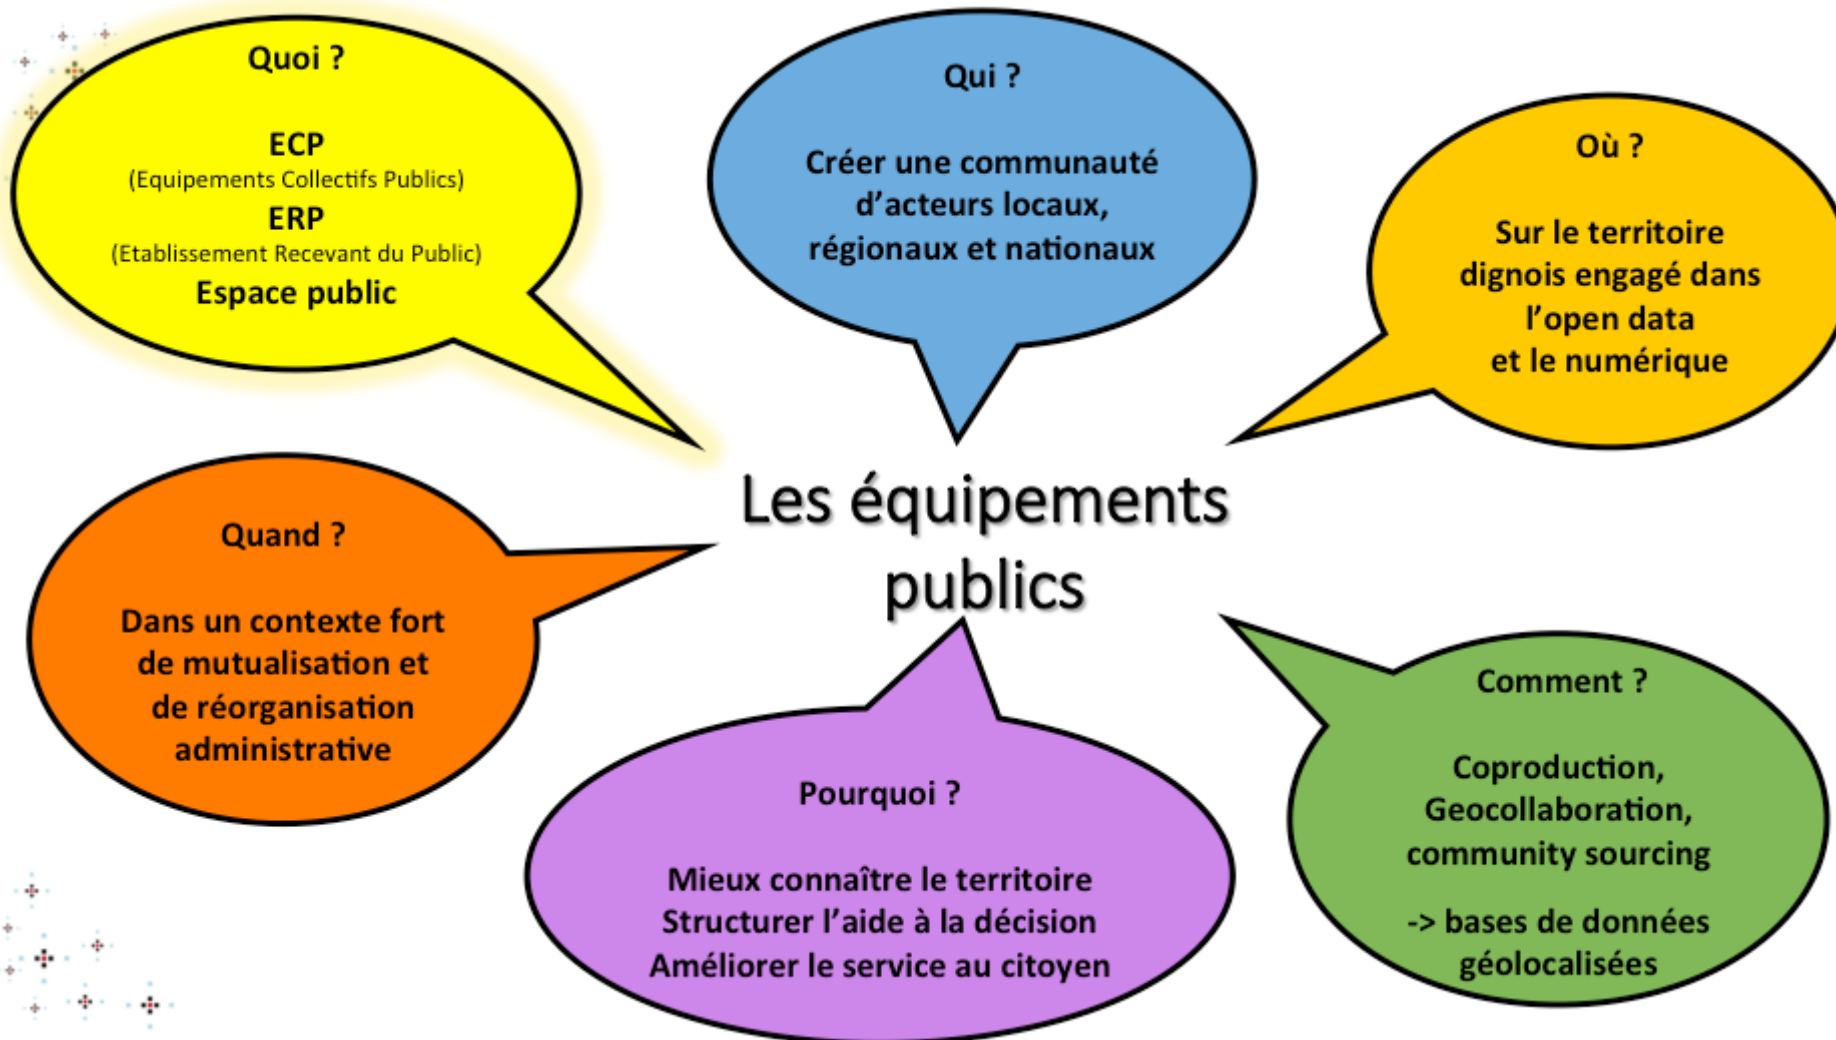 Quoi ?
ECP
(Equipements Collectifs Publics)
ERP
(Etablissement Recevant du Public)
Espace public
Qui ?
Créer une communauté
d’acteurs locaux,
régionaux et nationaux
Où ?
Sur le territoire
dignois engagé dans
l’open data
et le numérique
Les équipements
publics
Quand ?
Dans un contexte fort
de mutualisation et
de réorganisation
administrative
Pourquoi ?
Mieux connaître le territoire
Structurer l’aide à la décision
Améliorer le service au citoyen
Comment ?
Coproduction,
Geocollaboration,
community sourcing
-> bases de données
géolocalisées